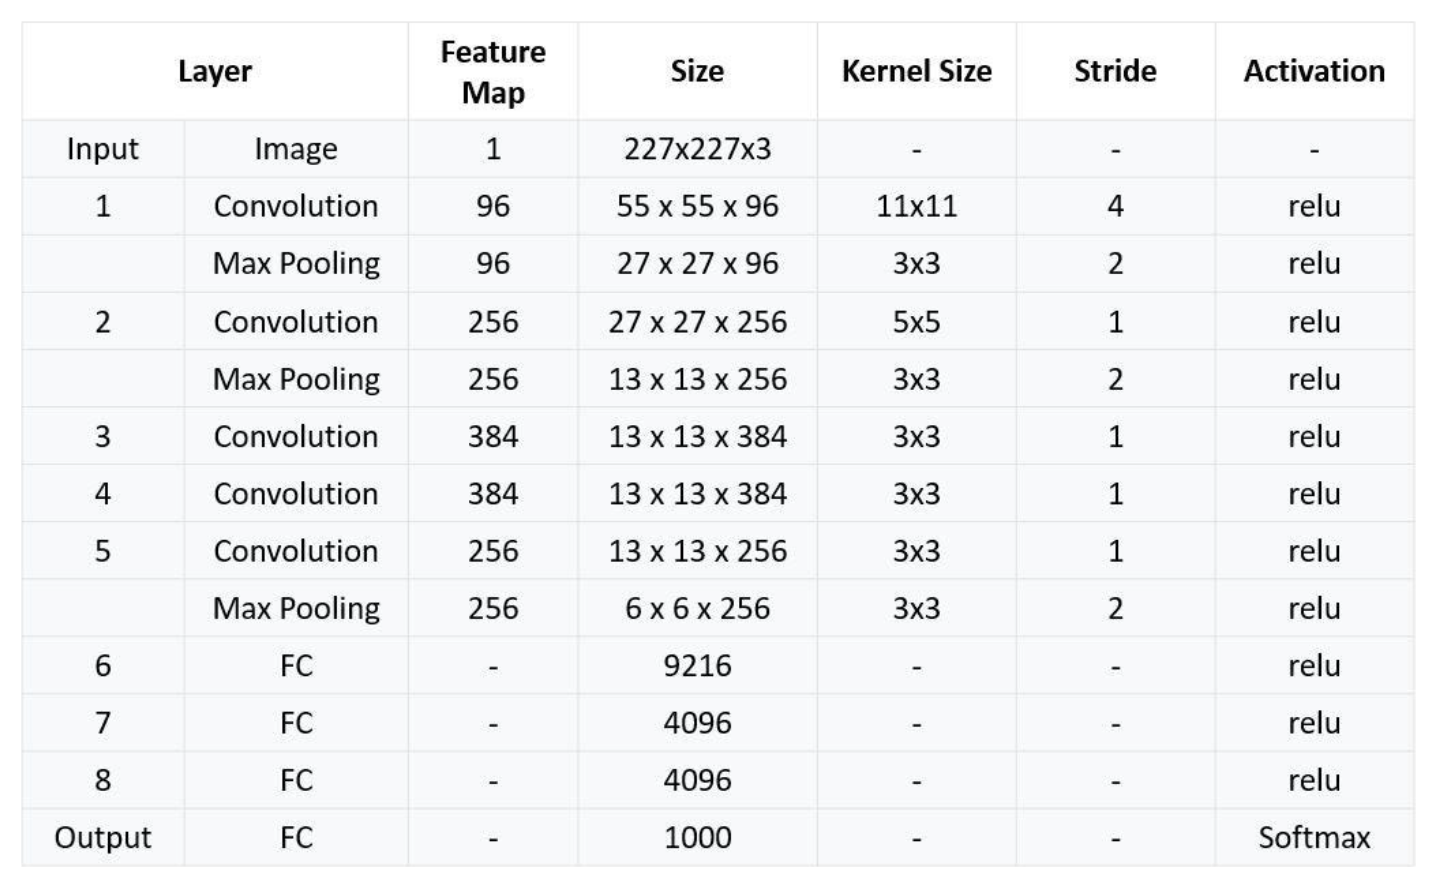 Layer Feature Map Size Kernel Size Stride Activation
Input Image 1 227x227x3 - - -
1 Convolution 96 55 x 55 x 96 11x11 4 relu
Max Pooling 96 27 x 27 x 96 3x3 2 relu
2 Convolution 256 27 x 27 x 256 5x5 1 relu
Max Pooling 256 13 x 13 x 256 3x3 2 relu
3 Convolution 384 13 x 13 x 384 3x3 1 relu
4 Convolution 384 13 x 13 x 384 3x3 1 relu
5 Convolution 256 13 x 13 x 256 3x3 1 relu
Max Pooling 256 6 x 6 x 256 3x3 2 relu
6 FC - 9216 - - relu
7 FC - 4096 - - relu
8 FC - 4096 - - relu
Output FC - 1000 - - Softmax